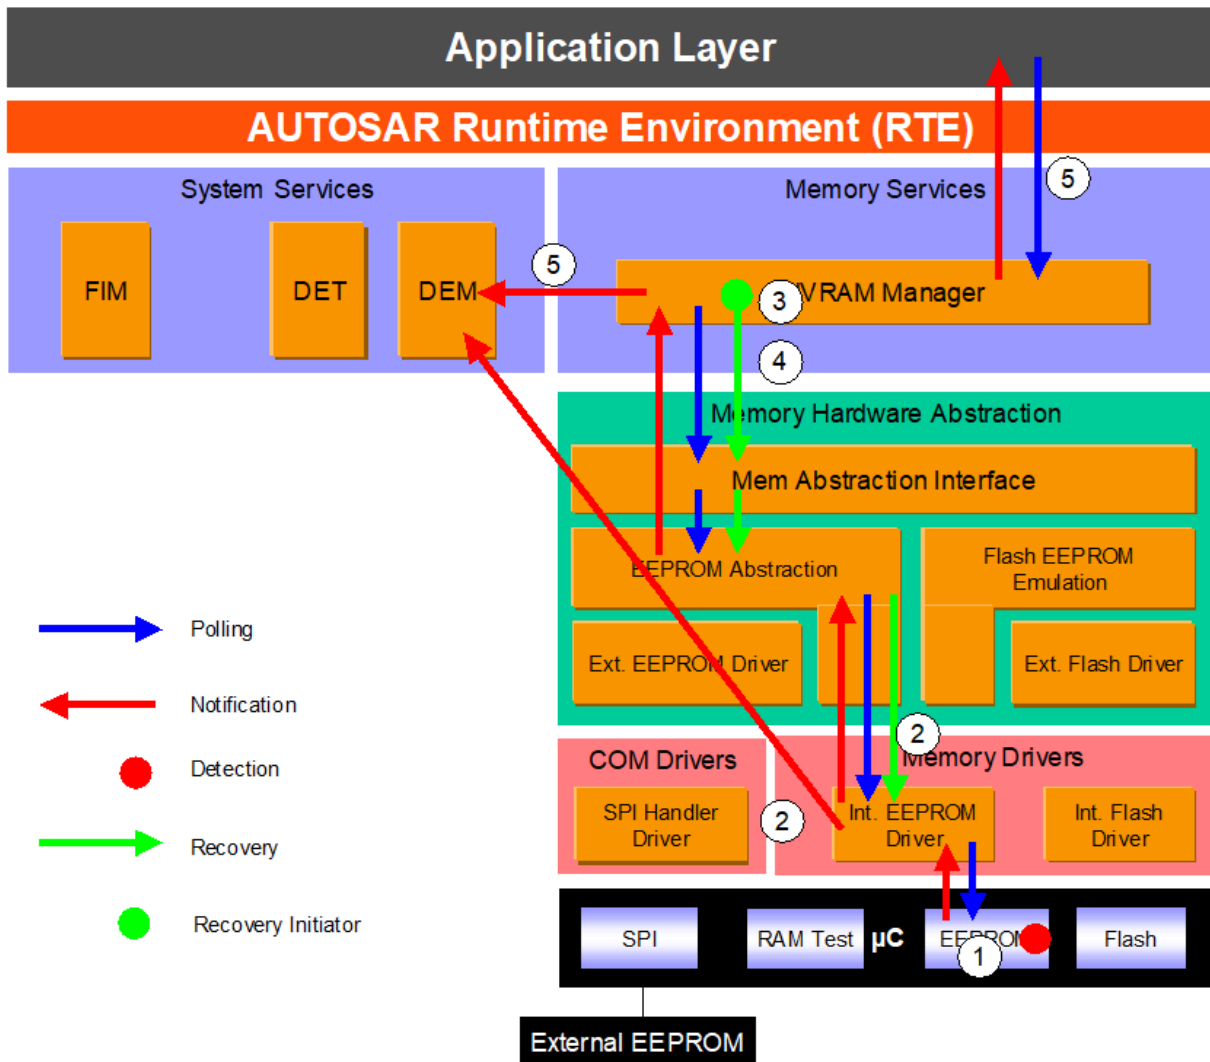 Application Layer
AUTOSAR Runtime Environment (RTE)
System Services
Memory Services
5
FIM
DET
DEM
5
3
VRAM Manager
4
Memory Hardware Abstraction
Mem Abstraction Interface
EEPROM Abstraction
Flash EEPROM
Emulation
Ext. EEPROM Driver
Ext. Flash Driver
Polling
Notification
Detection
Recovery
Recovery Initiator
2
COM Drivers
Memory Drivers
SPI Handler
Driver
2
Int. EEPROM
Driver
Int. Flash
Driver
SPI
RAM Test
µC
EEPROM
1
Flash
External EEPROM